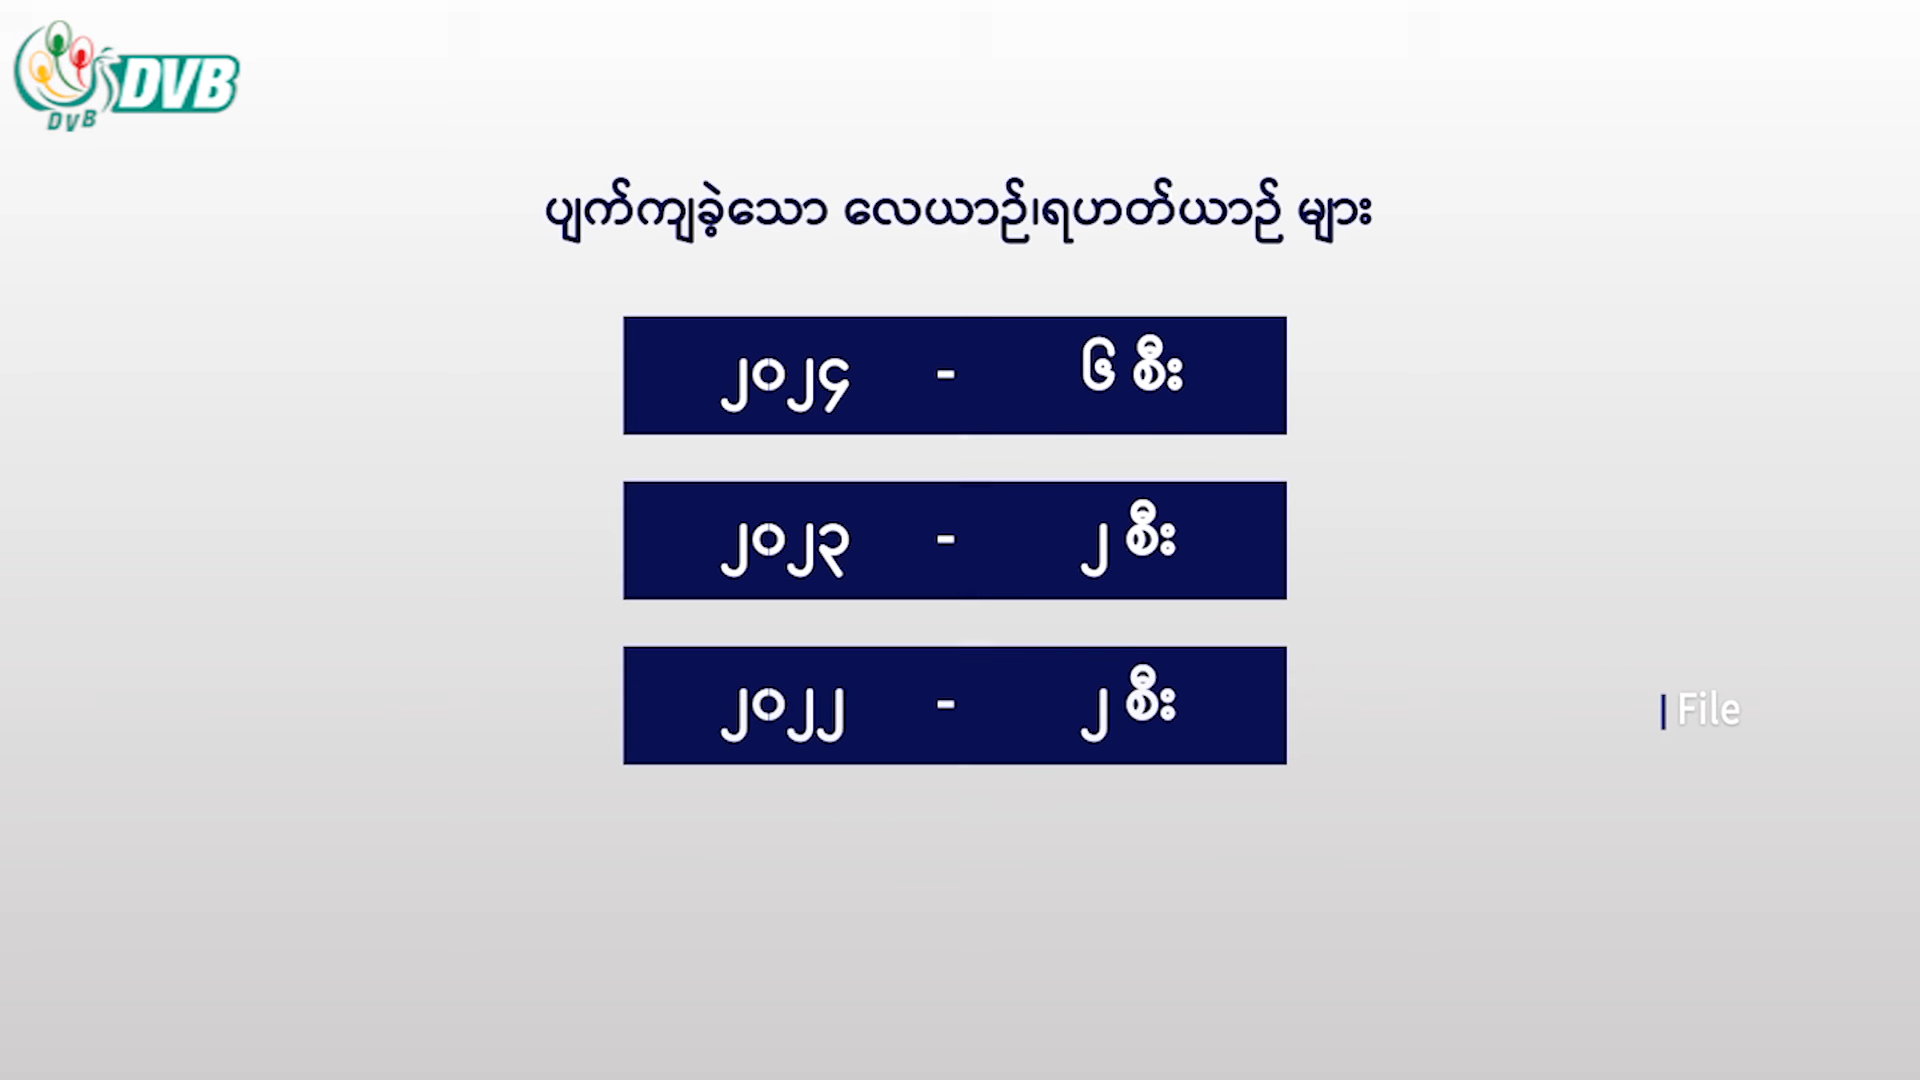 DVB
DVB
ပျက်ကျခဲ့သော လေယာဉ်၊ရဟတ်ယာဉ် များ
၂၀၂၄ - ၆ စီး
၂၀၂၃ - ၂ စီး
၂၀၂၂ - ၂ စီး
File